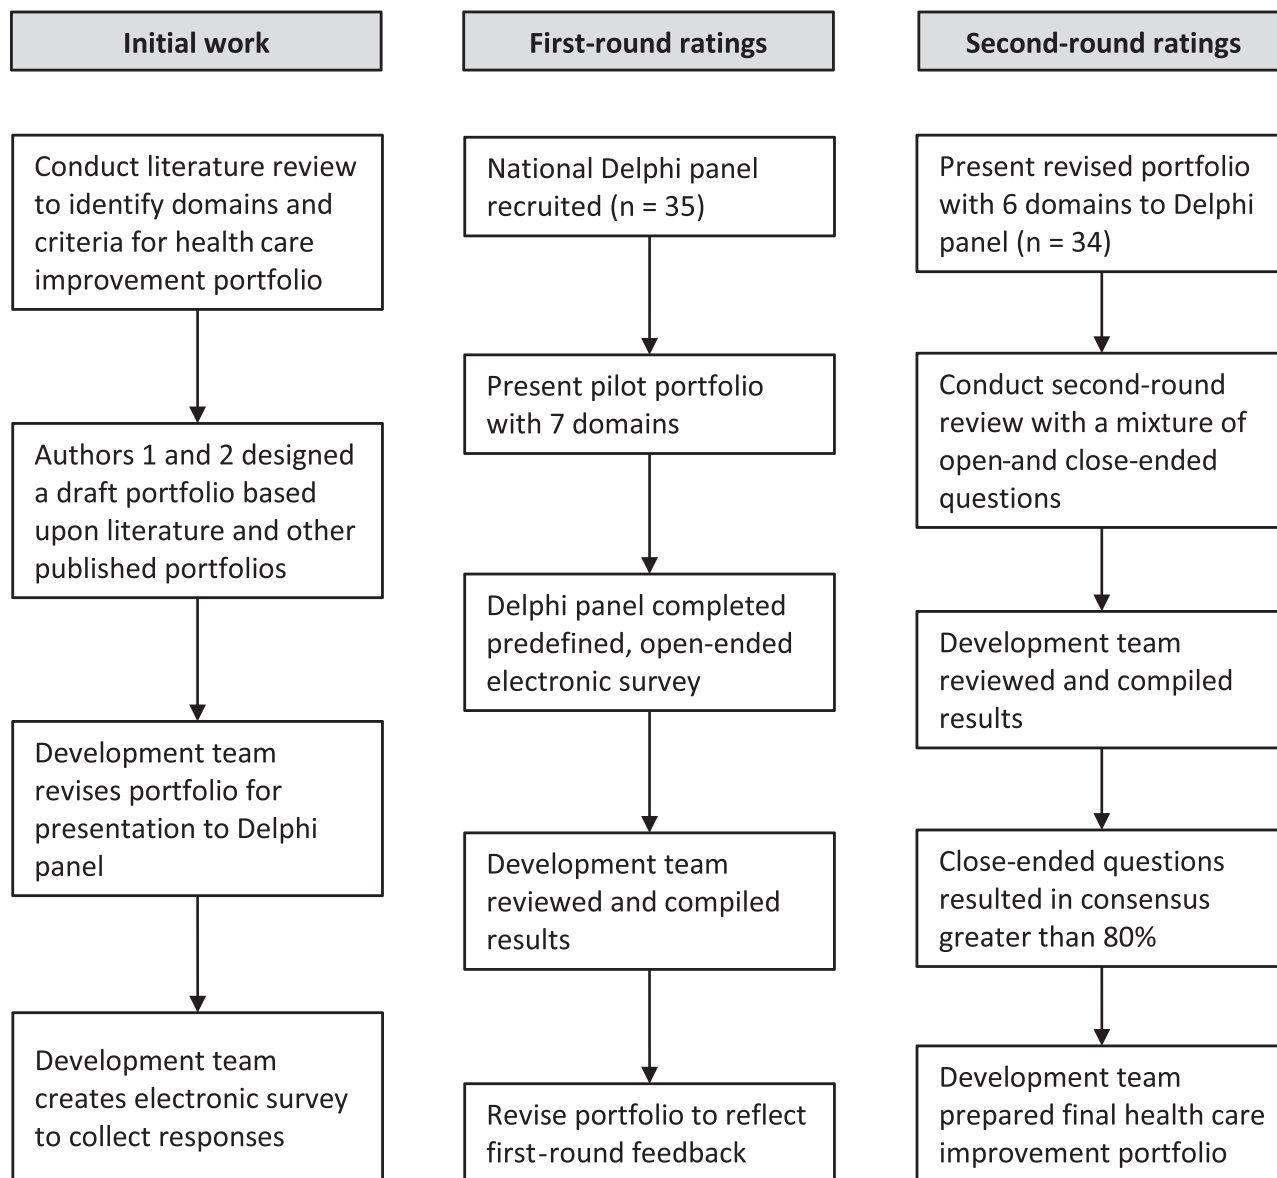 Initial work
Conduct literature review
to identify domains and
criteria for health care
improvement portfolio
Authors 1 and 2 designed
a draft portfolio based
upon literature and other
published portfolios
Development team
revises portfolio for
presentation to Delphi
panel
Development team
creates electronic survey
to collect responses
First-round ratings
National Delphi panel
recruited (n = 35)
Present pilot portfolio
with 7 domains
Delphi panel completed
predefined, open-ended
electronic survey
Development team
reviewed and compiled
results
Revise portfolio to reflect
first-round feedback
Second-round ratings
Present revised portfolio
with 6 domains to Delphi
panel (n = 34)
Conduct second-round
review with a mixture of
open-and close-ended
questions
Development team
reviewed and compiled
results
Close-ended questions
resulted in consensus
greater than 80%
Development team
prepared final health care
improvement portfolio